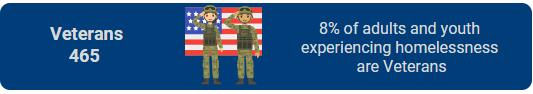 Veterans
465
8% of adults and youth
experiencing homelessness
are Veterans